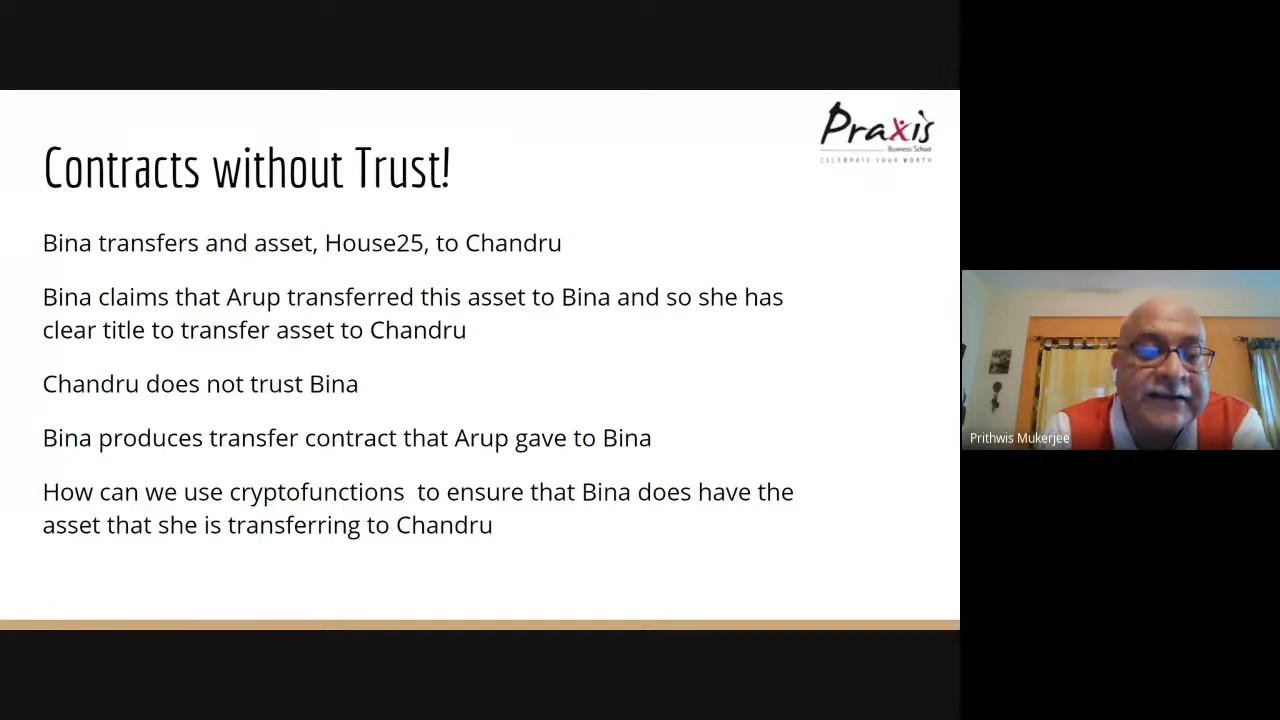 Praxis
Business School
CELEBRATE YOUR WORTH
Contracts without Trust!
Bina transfers and asset, House25, to Chandru
Bina claims that Arup transferred this asset to Bina and so she has
clear title to transfer asset to Chandru
Chandru does not trust Bina
Bina produces transfer contract that Arup gave to Bina
How can we use cryptofunctions  to ensure that Bina does have the
asset that she is transferring to Chandru
Prithwis Mukerjee